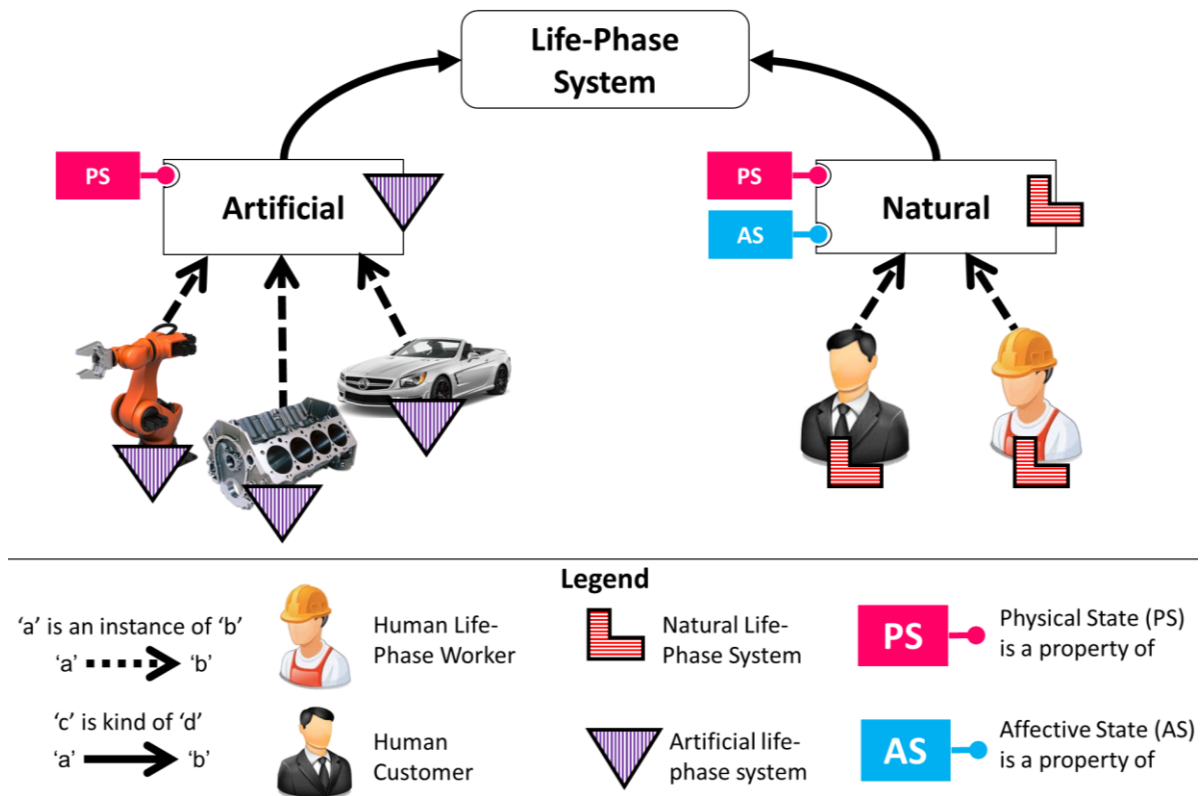 Life-Phase
System
PS
Artificial
PS
AS
Natural
Legend
‘a’ is an instance of ‘b’
‘a’ ‘b’
‘c’ is kind of ‘d’
‘a’ ‘b’
Human Life-
Phase Worker
Human
Customer
Natural Life-
Phase System
Artificial life-
phase system
PS
Physical State (PS)
is a property of
AS
Affective State (AS)
is a property of